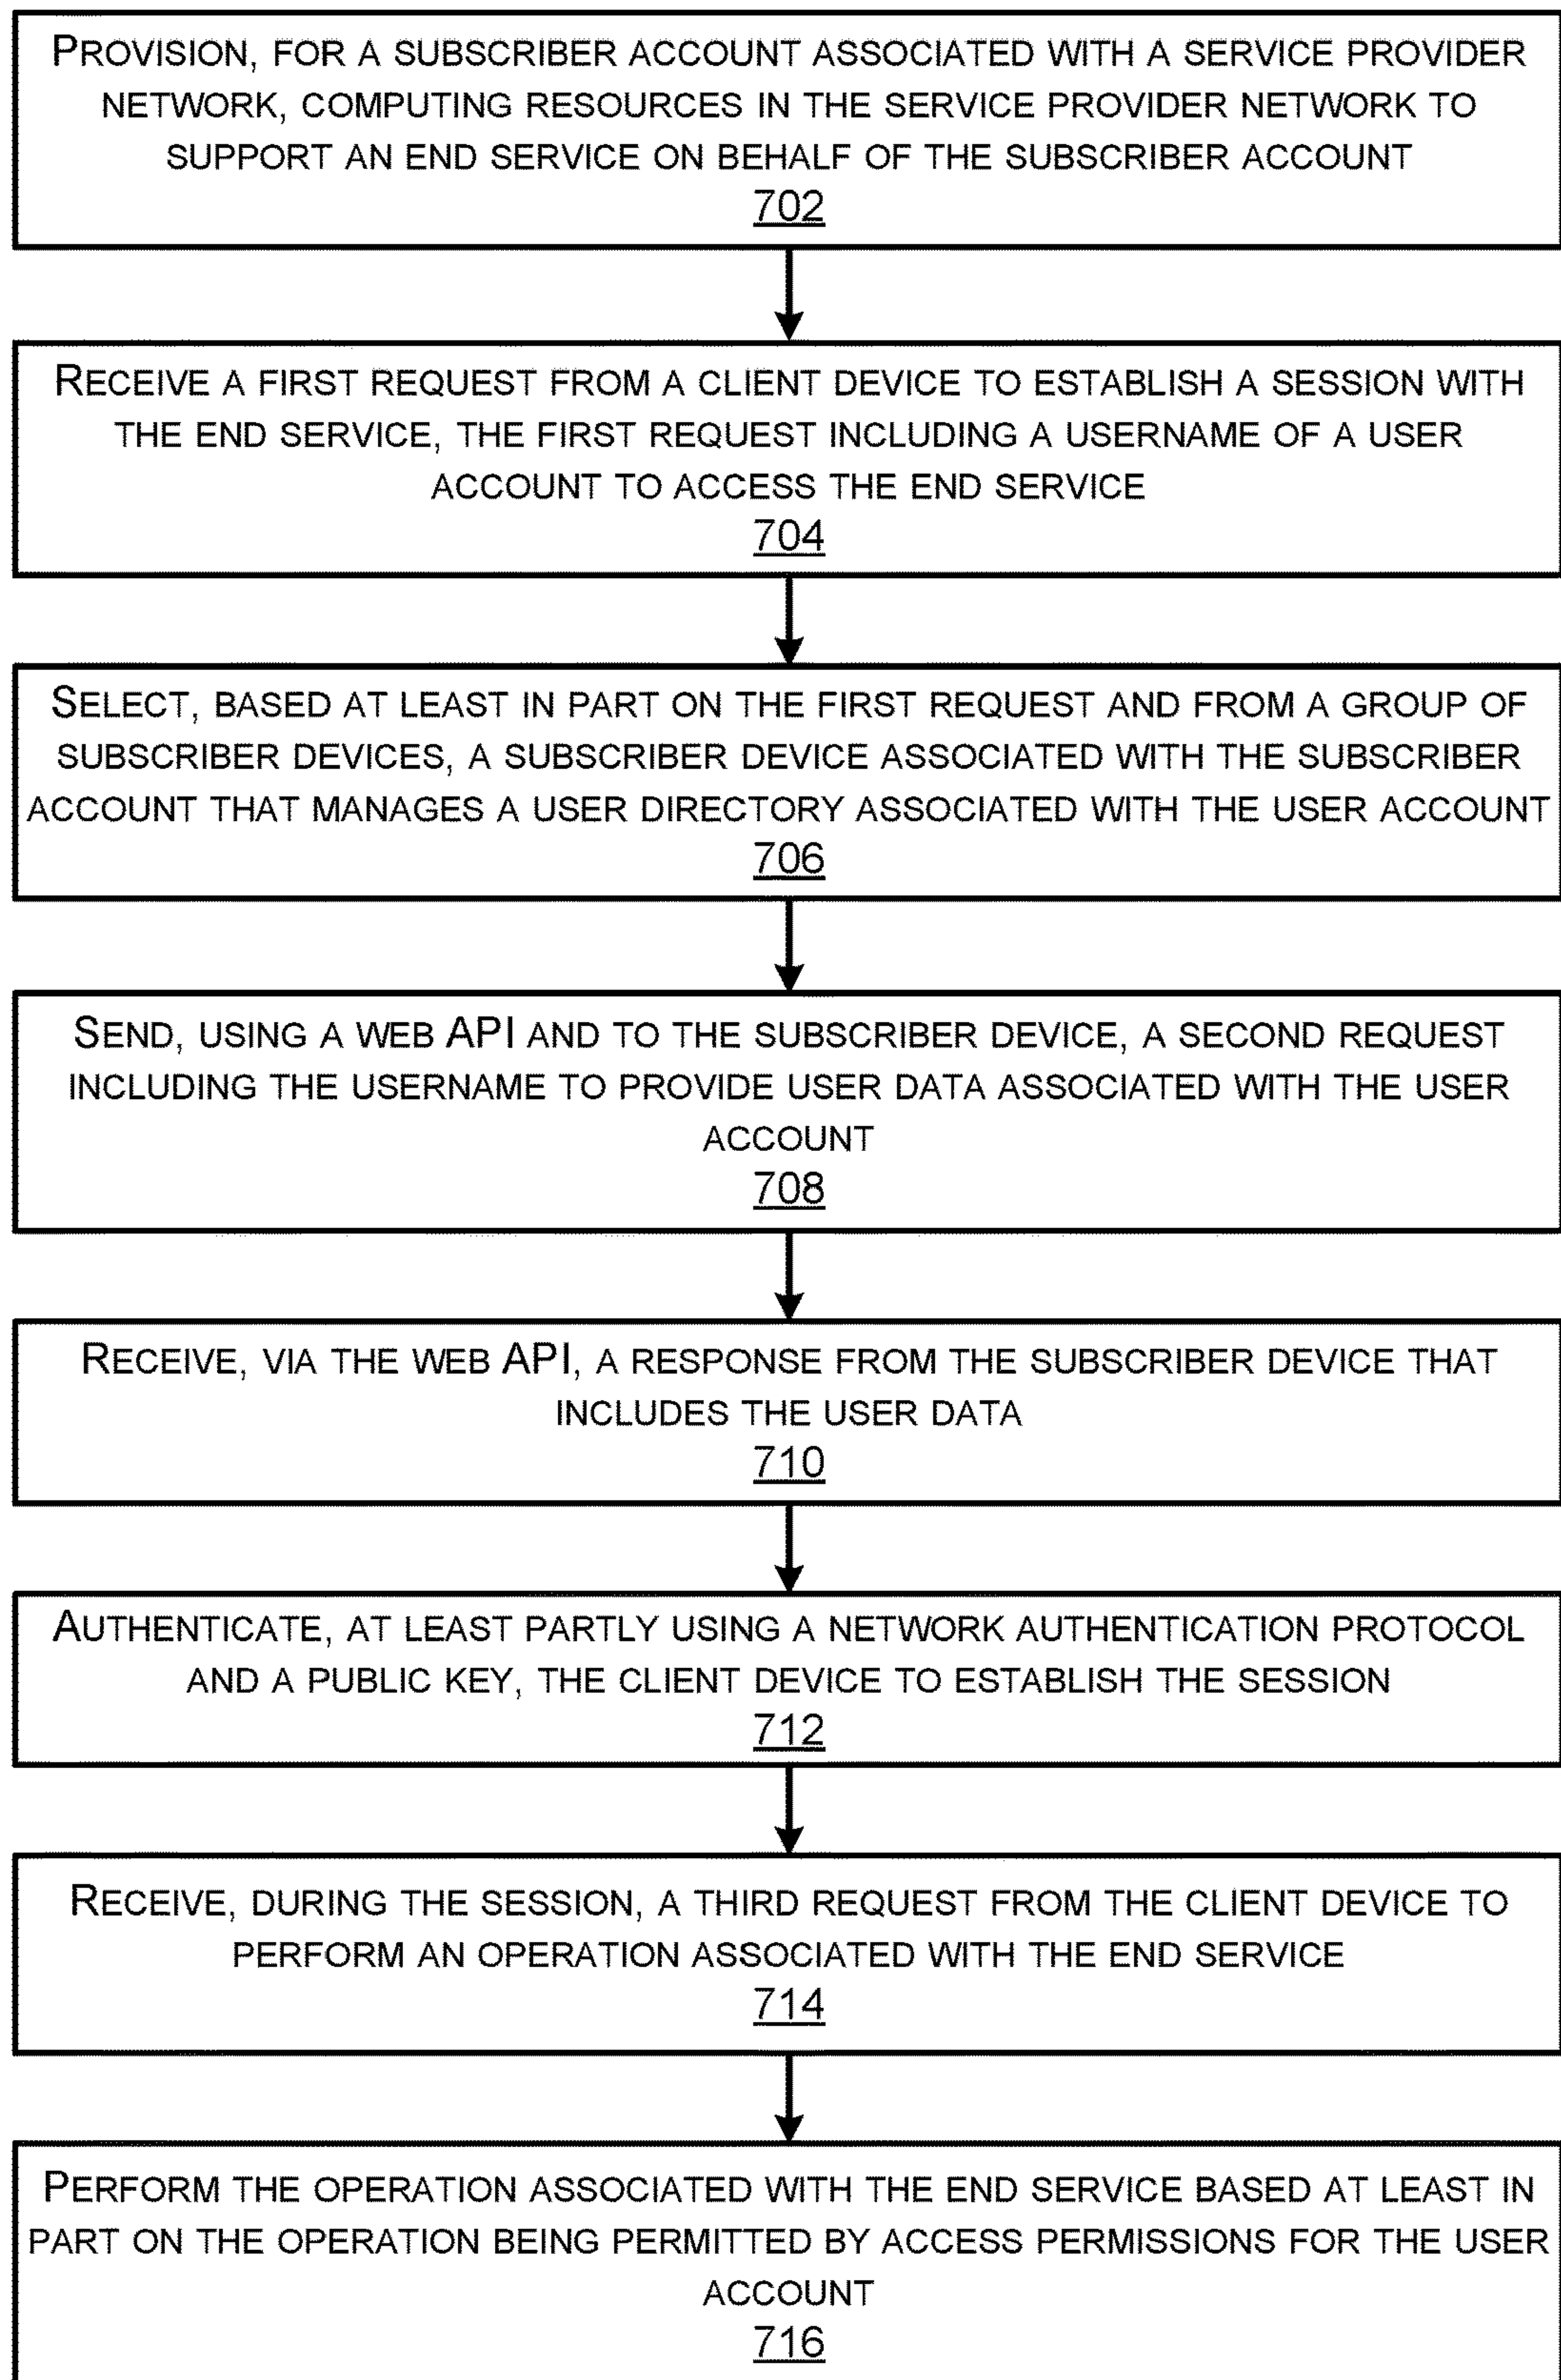 PROVISION, FOR A SUBSCRIBER ACCOUNT ASSOCIATED WITH A SERVICE PROVIDER
NETWORK, COMPUTING RESOURCES IN THE SERVICE PROVIDER NETWORK TO
SUPPORT AN END SERVICE ON BEHALF OF THE SUBSCRIBER ACCOUNT
702
RECEIVE A FIRST REQUEST FROM A CLIENT DEVICE TO ESTABLISH A SESSION WITH
THE END SERVICE, THE FIRST REQUEST INCLUDING A USERNAME OF A USER
ACCOUNT TO ACCESS THE END SERVICE
704
SELECT, BASED AT LEAST IN PART ON THE FIRST REQUEST AND FROM A GROUP OF
SUBSCRIBER DEVICES, A SUBSCRIBER DEVICE ASSOCIATED WITH THE SUBSCRIBER
ACCOUNT THAT MANAGES A USER DIRECTORY ASSOCIATED WITH THE USER ACCOUNT
706
SEND, USING A WEB API AND TO THE SUBSCRIBER DEVICE, A SECOND REQUEST
INCLUDING THE USERNAME TO PROVIDE USER DATA ASSOCIATED WITH THE USER
ACCOUNT
708
RECEIVE, VIA THE WEB API, A RESPONSE FROM THE SUBSCRIBER DEVICE THAT
INCLUDES THE USER DATA
710
AUTHENTICATE, AT LEAST PARTLY USING A NETWORK AUTHENTICATION PROTOCOL
AND A PUBLIC KEY, THE CLIENT DEVICE TO ESTABLISH THE SESSION
712
RECEIVE, DURING THE SESSION, A THIRD REQUEST FROM THE CLIENT DEVICE TO
PERFORM AN OPERATION ASSOCIATED WITH THE END SERVICE
714
PERFORM THE OPERATION ASSOCIATED WITH THE END SERVICE BASED AT LEAST IN
PART ON THE OPERATION BEING PERMITTED BY ACCESS PERMISSIONS FOR THE USER
ACCOUNT
716